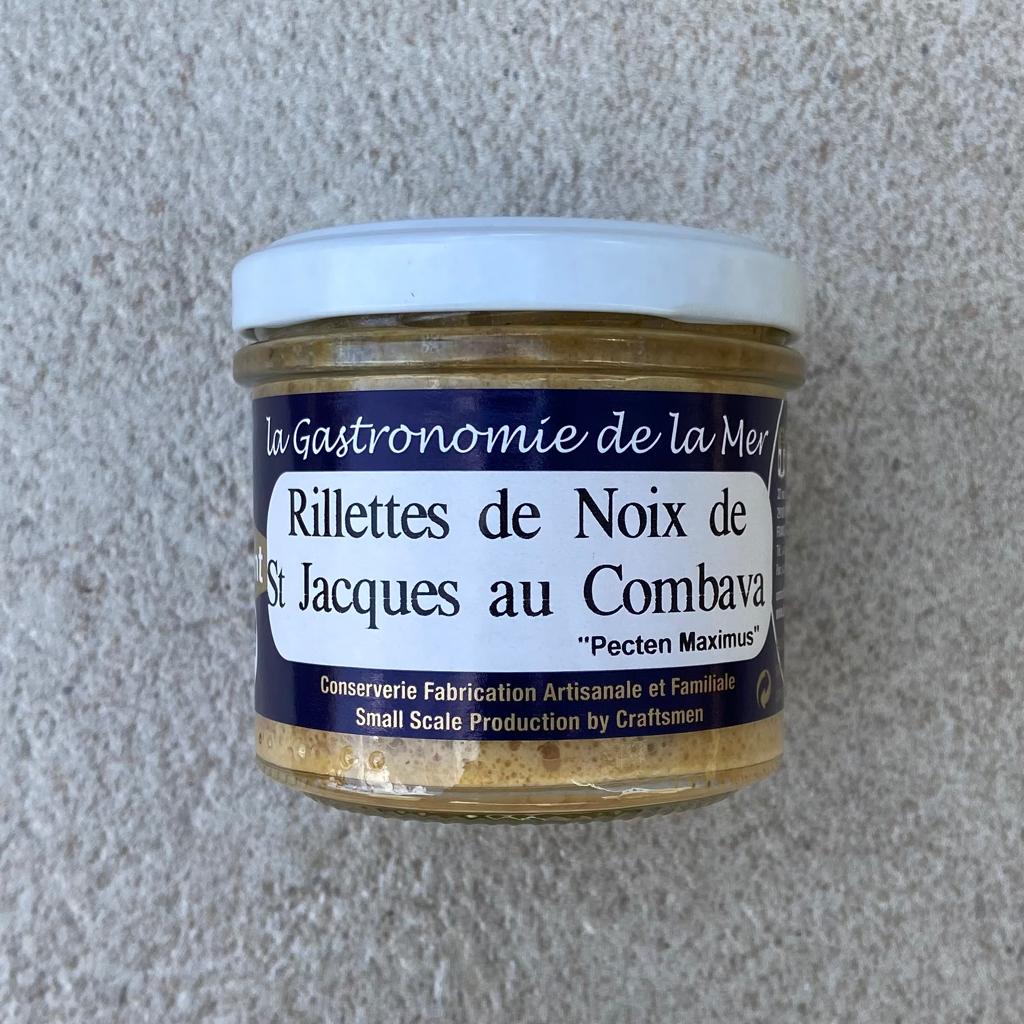 la Gastronomie de la Mer
Rillettes de Noix de
St Jacques au Combava
"Pecten Maximus"
Conserverie Fabrication Artisanale et Familiale
Small Scale Production by Craftsmen